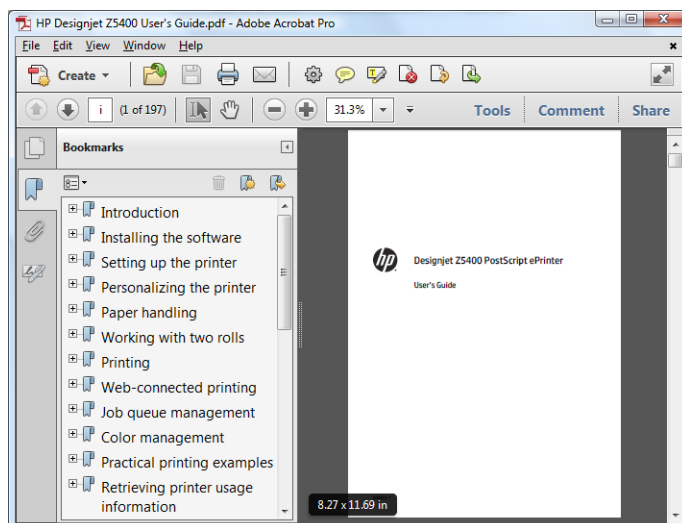 HP Designjet Z5400 User's Guide.pdf - Adobe Acrobat Pro
File Edit View Window Help
Create
i (1 of 197) 31.3% Tools Comment Share
Bookmarks
Introduction
Installing the software
Setting up the printer
Personalizing the printer
Paper handling
Working with two rolls
Printing
Web-connected printing
Job queue management
Color management
Practical printing examples
Retrieving printer usage
information
hp
Designjet Z5400 PostScript ePrinter
User's Guide
8.27 x 11.69 in